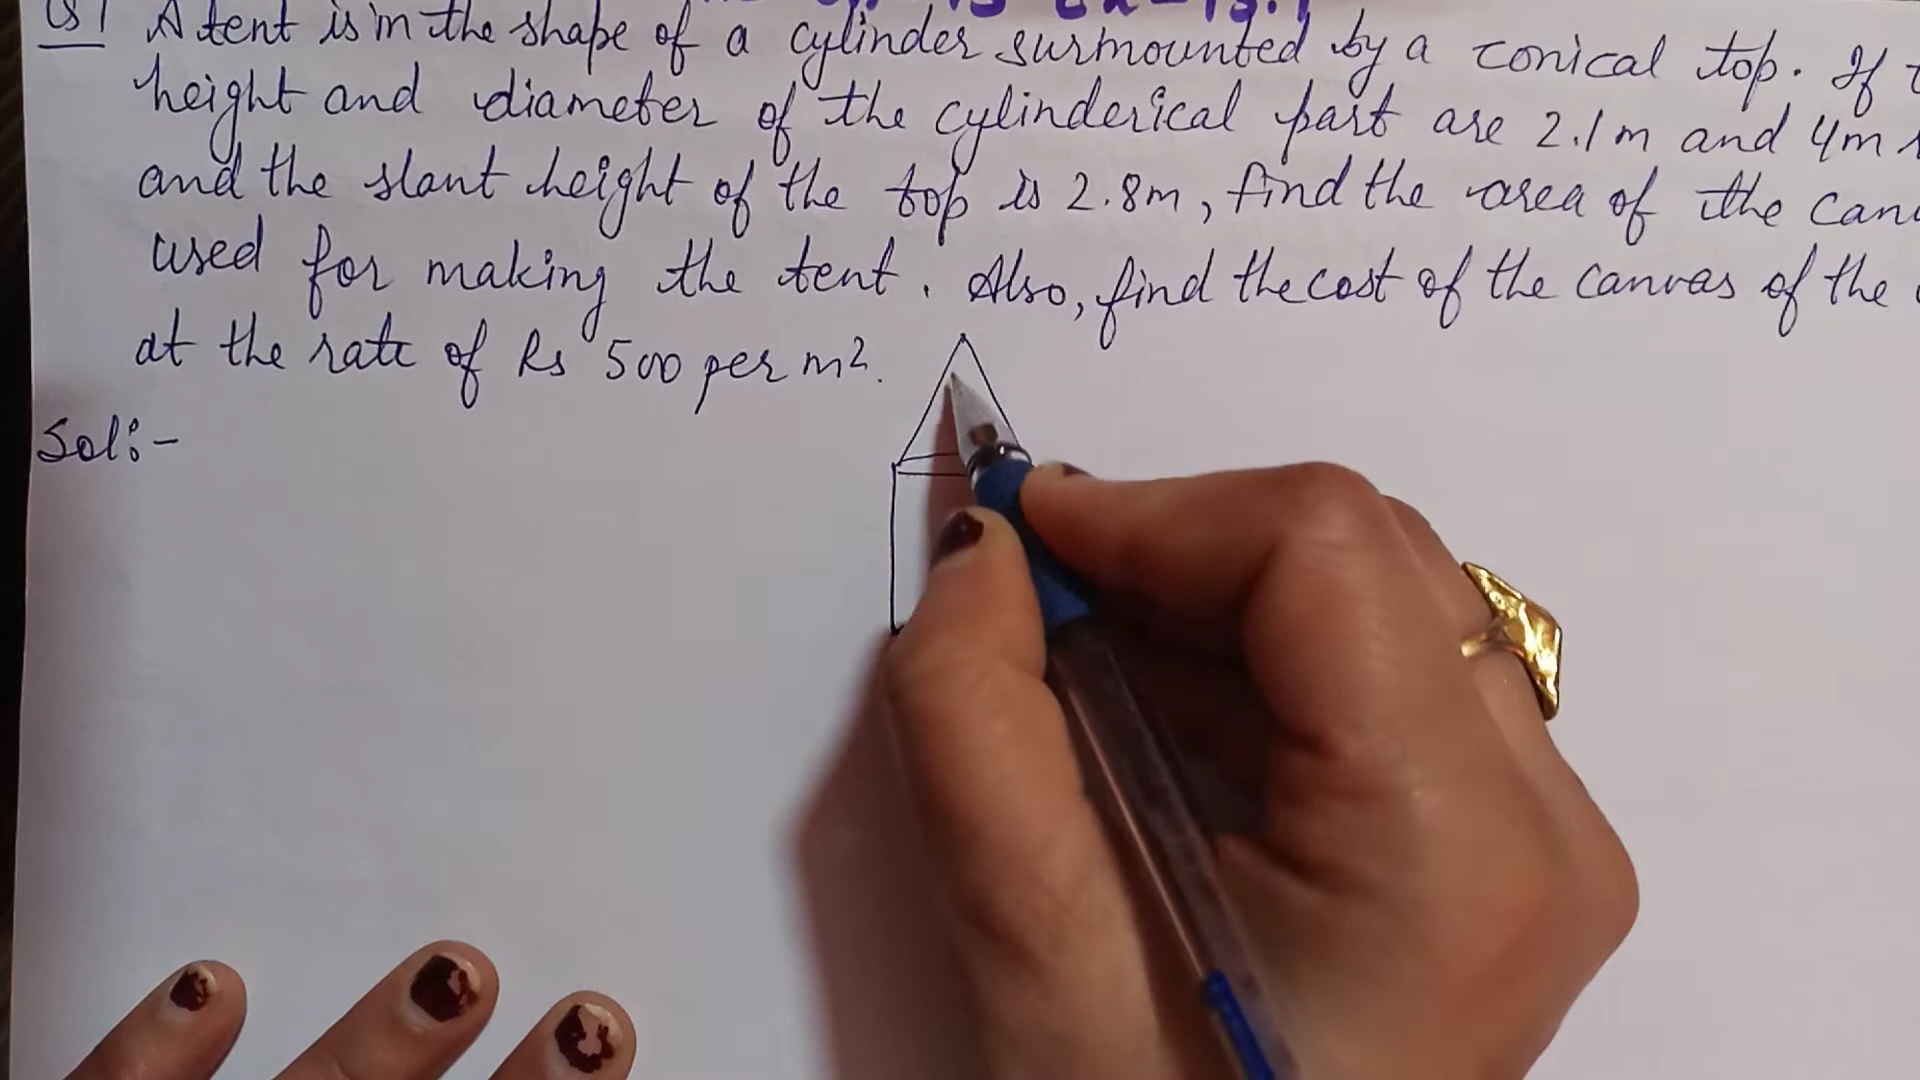 Q1 A tent is in the shape of a cylinder surmounted by a conical top. If
height and diameter of the cylinderical part are 2.1m and 4m
and the slant height of the top is 2.8m, find the area of the
used for making the tent. Also, find the cost of the canvas of the
at the rate of Rs 500 per m².
Sol:-